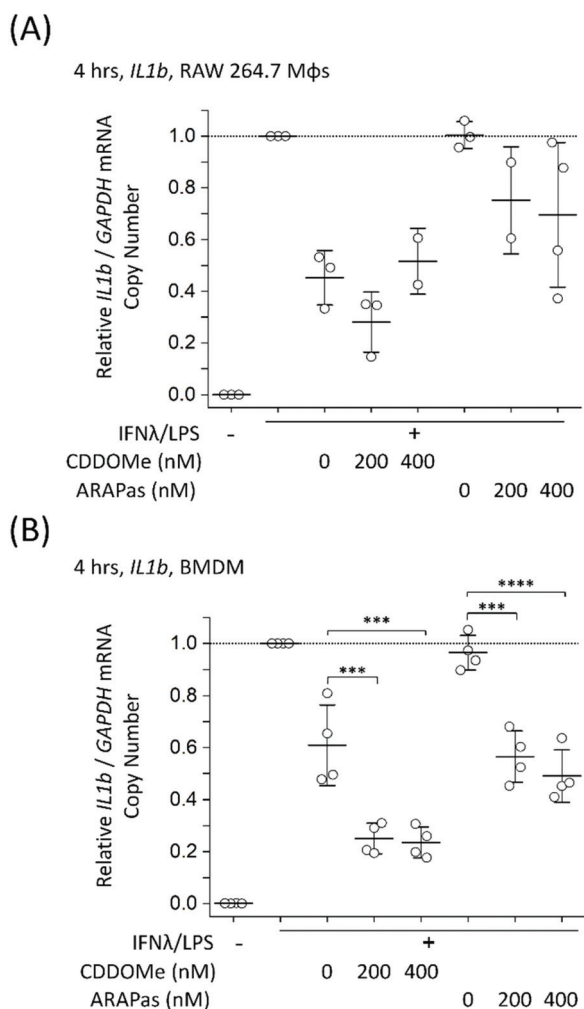 (A)
4 hrs, IL1b, RAW 264.7 Mφs
Relative IL1b / GAPDH mRNA
Copy Number
1.0
0.8
0.6
0.4
0.2
0.0
IFNλ/LPS - +
CDDOMe (nM) 0 200 400
ARAPas (nM) 0 200 400
(B)
4 hrs, IL1b, BMDM
Relative IL1b / GAPDH mRNA
Copy Number
****
*** ***
***
1.0
0.8
0.6
0.4
0.2
0.0
IFNλ/LPS - +
CDDOMe (nM) 0 200 400
ARAPas (nM) 0 200 400